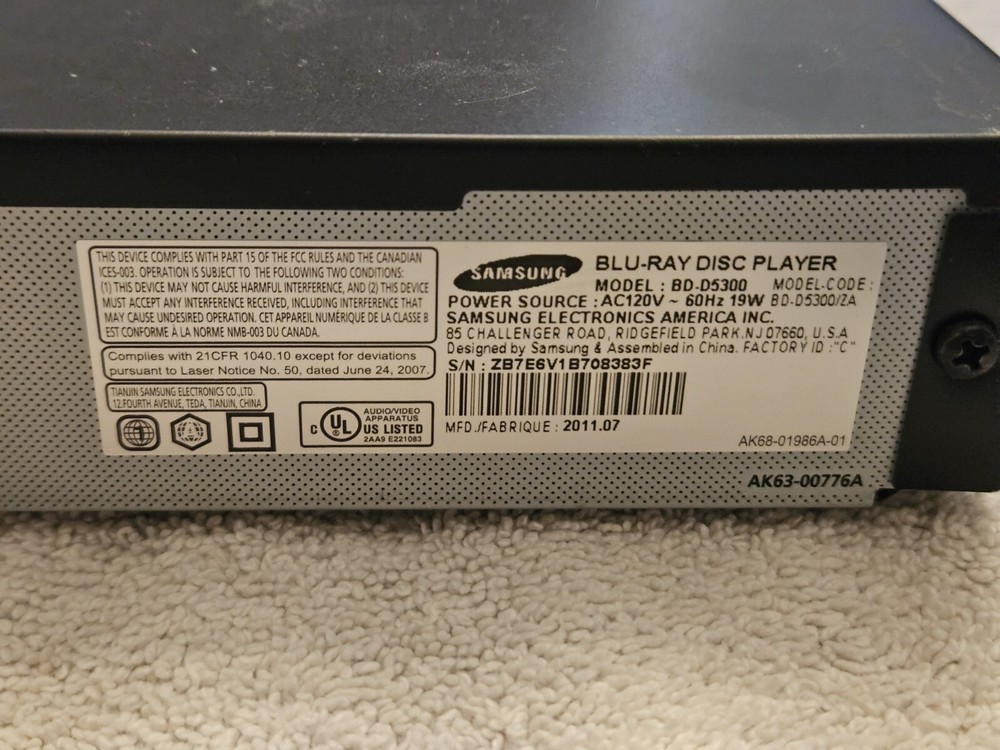 THIS DEVICE COMPLIES WITH PART 15 OF THE FCC RULES AND THE CANADIAN
ICES-003. OPERATION IS SUBJECT TO THE FOLLOWING TWO CONDITIONS:
(1) THIS DEVICE MAY NOT CAUSE HARMFUL INTERFERENCE, AND (2) THIS DEVICE
MUST ACCEPT ANY INTERFERENCE RECEIVED, INCLUDING INTERFERENCE THAT
MAY CAUSE UNDESIRED OPERATION. CET APPAREIL NUMÉRIQUE DE LA CLASSE B
EST CONFORME À LA NORME NMB-003 DU CANADA.
Complies with 21CFR 1040.10 except for deviations
pursuant to Laser Notice No. 50, dated June 24, 2007.
TIANJIN SAMSUNG ELECTRONICS CO.,LTD.
12.FOURTH AVENUE, TEDA, TIANJIN, CHINA
C UL
AUDIO/VIDEO
APPARATUS
US LISTED
2AA9 E221083
SAMSUNG BLU-RAY DISC PLAYER
MODEL : BD-D5300 MODEL-CODE :
POWER SOURCE : AC120V ~ 60Hz 19W BD-D5300/ZA
SAMSUNG ELECTRONICS AMERICA INC.
85 CHALLENGER ROAD, RIDGEFIELD PARK.NJ 07660, U.S.A
Designed by Samsung & Assembled in China. FACTORY ID :"C"
S/N : ZB7E6V1B708383F
MFD./FABRIQUE : 2011.07
AK68-01986A-01
AK63-00776A